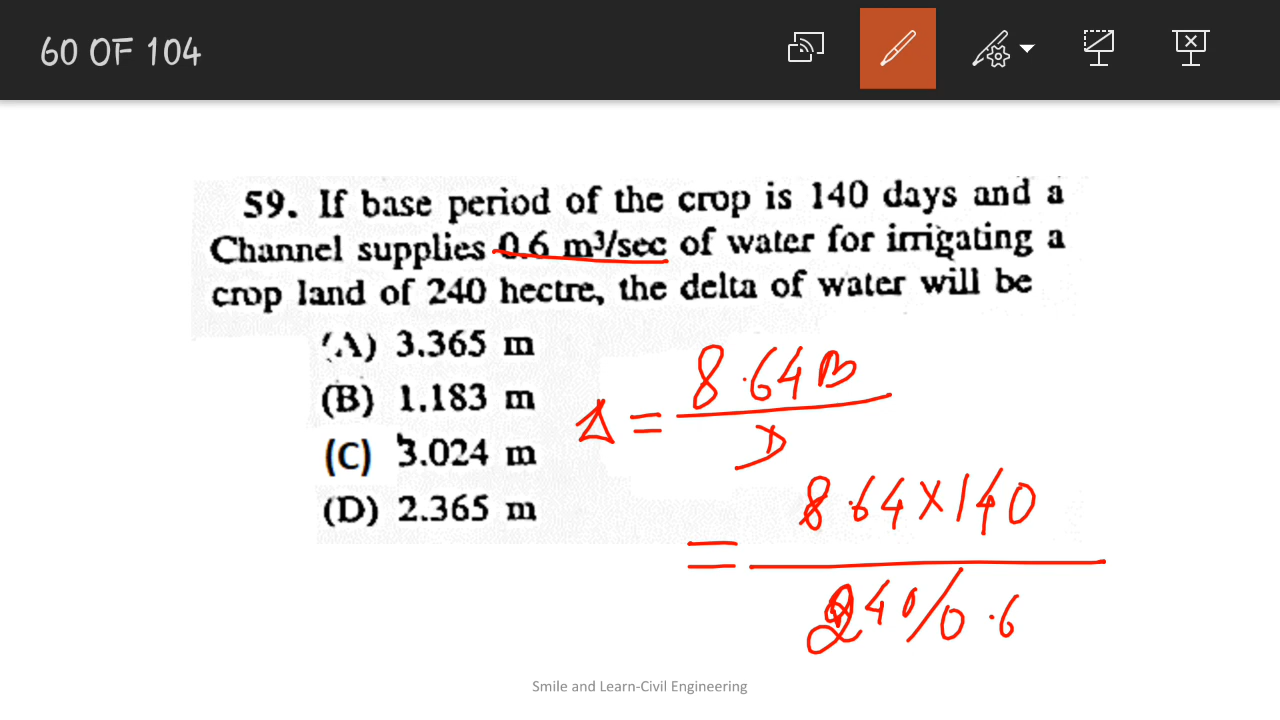 60 OF 104
59. If base period of the crop is 140 days and a
Channel supplies 0.6 m³/sec of water for irrigating a
crop land of 240 hectre, the delta of water will be
(A) 3.365 m
(B) 1.183 m
(C) 3.024 m
(D) 2.365 m
Δ = 8.64 B / D
= 8.64 × 140 / 240/0.6
Smile and Learn-Civil Engineering